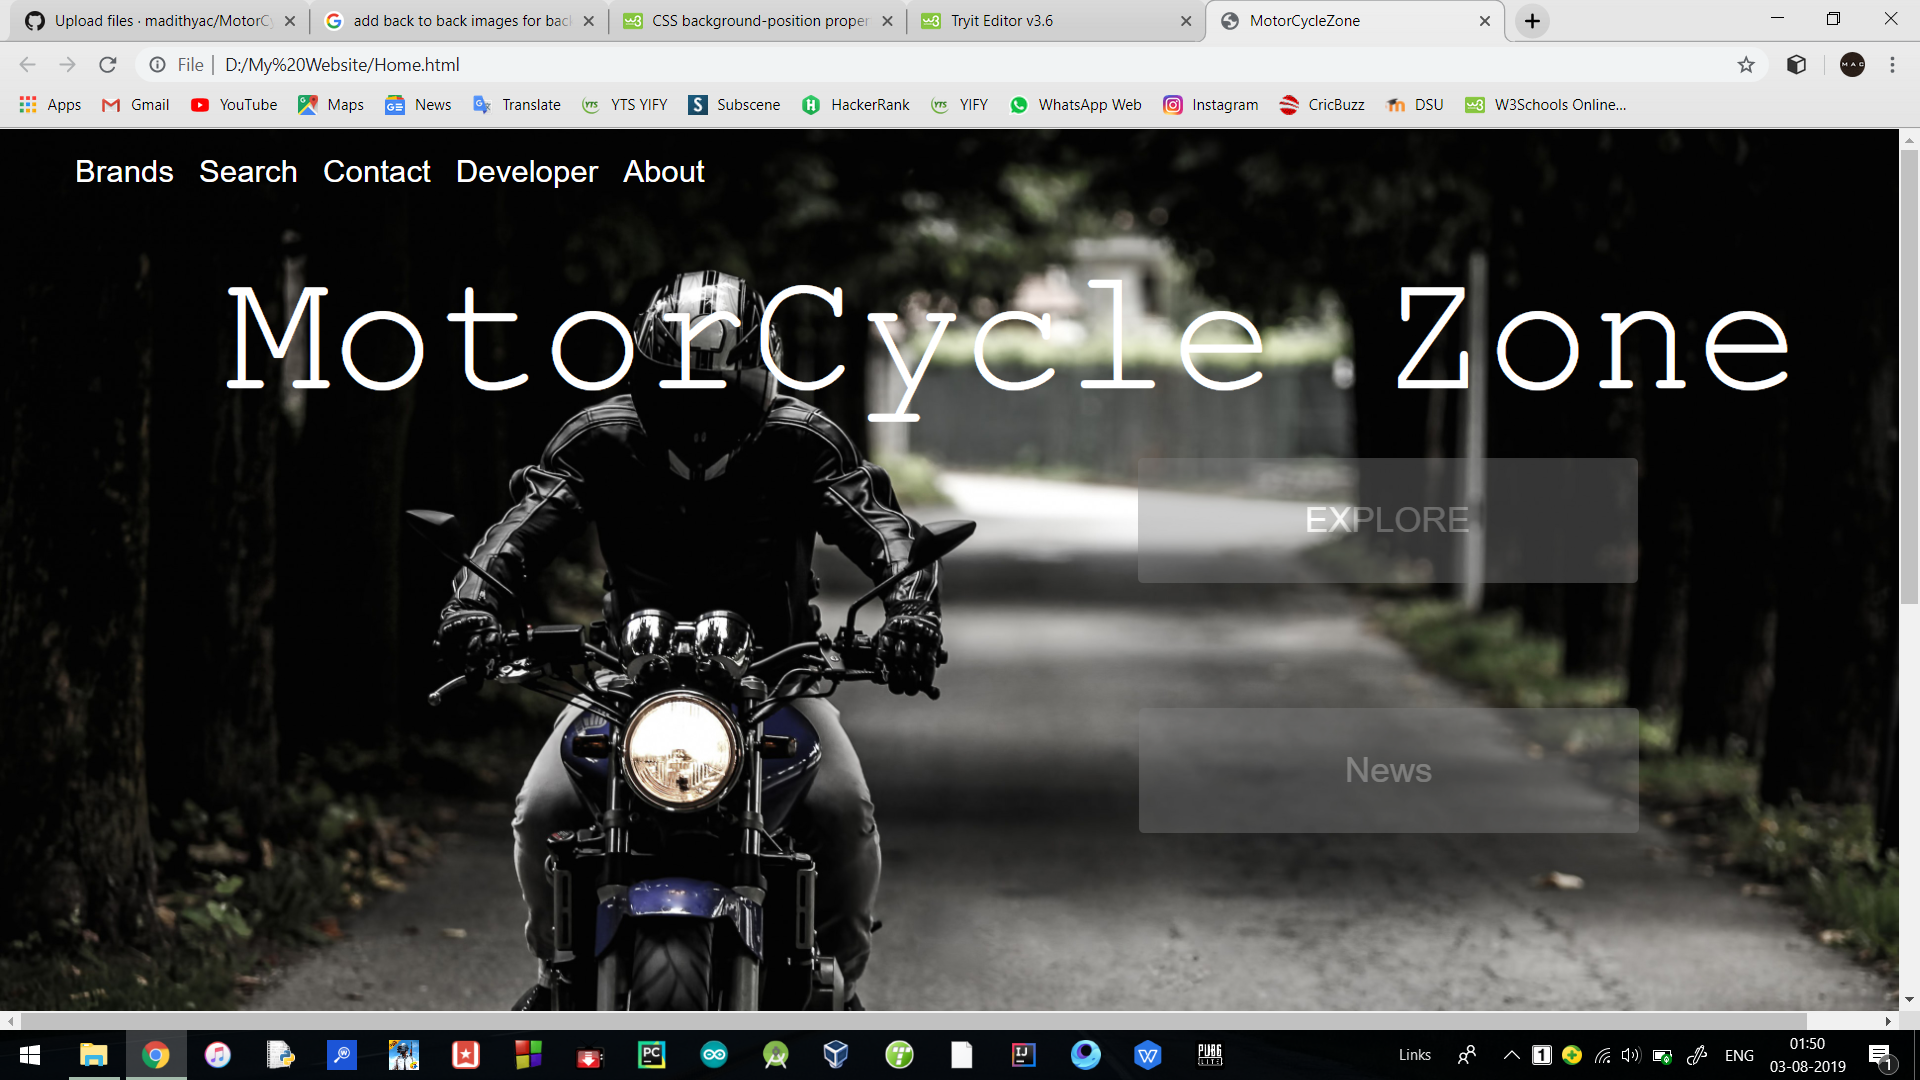 Upload files · madithyac/MotorCy
add back to back images for bac
CSS background-position proper
Tryit Editor v3.6
MotorCycleZone
File | D:/My%20Website/Home.html
Apps Gmail YouTube Maps News Translate YTS YIFY Subscene HackerRank YIFY WhatsApp Web Instagram CricBuzz DSU W3Schools Online...
Brands Search Contact Developer About
MotorCycle Zone
EXPLORE
News
Links ENG 01:50
03-08-2019
1